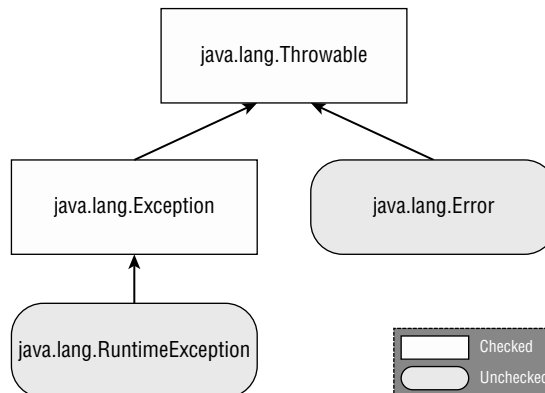 java.lang.Throwable
java.lang.Exception
java.lang.Error
java.lang.RuntimeException
Checked
Unchecked